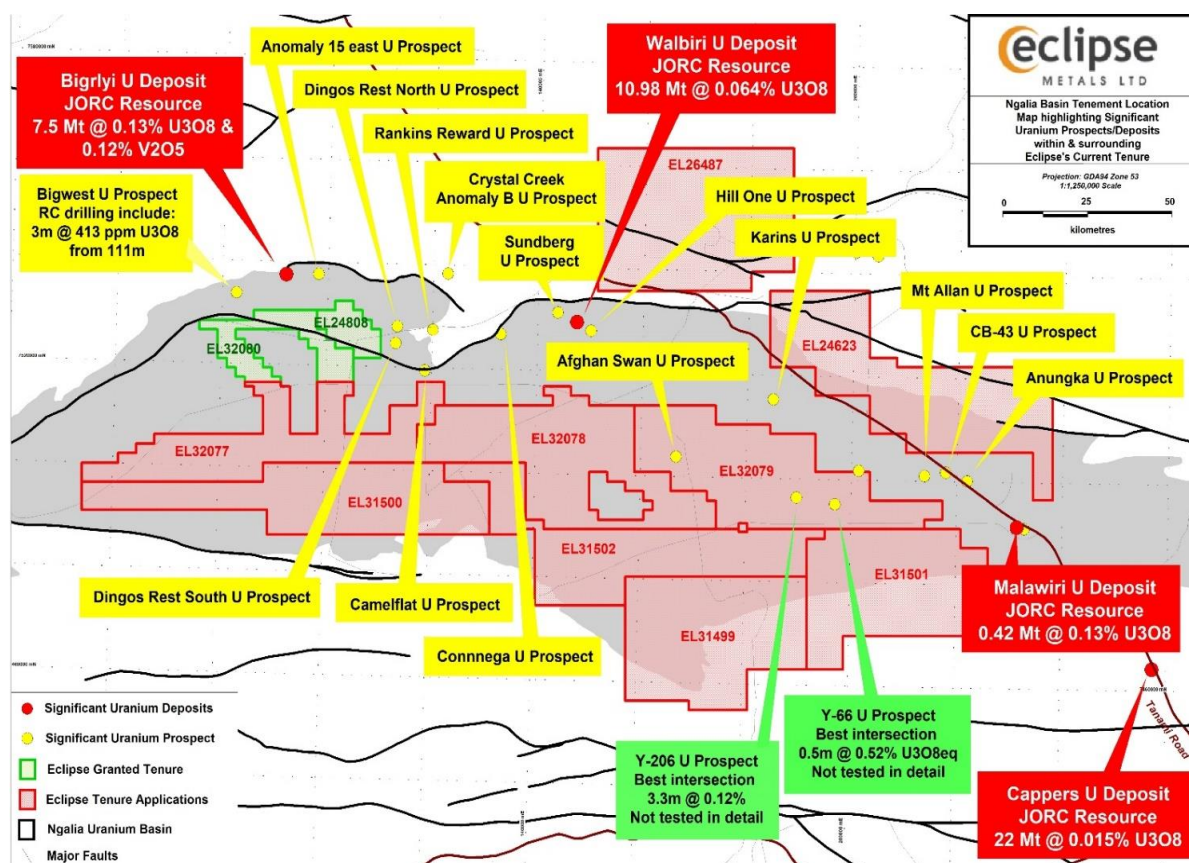 Anomaly 15 east U Prospect
Bigrlyi U Deposit
JORC Resource
7.5 Mt @ 0.13% U3O8 &
0.12% V2O5
Dingos Rest North U Prospect
Rankins Reward U Prospect
Bigwest U Prospect
RC drilling include:
3m @ 413 ppm U3O8
from 111m
Crystal Creek
Anomaly B U Prospect
Sundberg
U Prospect
Walbiri U Deposit
JORC Resource
10.98 Mt @ 0.064% U3O8
EL26487
Hill One U Prospect
Karins U Prospect
eclipse
METALS LTD
Ngalia Basin Tenement Location
Map highlighting Significant
Uranium Prospects/Deposits
within & surrounding
Eclipse's Current Tenure
Projection: GDA94 Zone 53
1:1,250,000 Scale
0 25 50
kilometres
Mt Allan U Prospect
CB-43 U Prospect
Anungka U Prospect
EL24808
EL32080
EL24623
Afghan Swan U Prospect
EL32077
EL32078
EL32079
EL31500
EL31502
EL31501
EL31499
Dingos Rest South U Prospect
Camelflat U Prospect
Connnega U Prospect
Malawiri U Deposit
JORC Resource
0.42 Mt @ 0.13% U3O8
Tanami Road
Y-66 U Prospect
Best intersection
0.5m @ 0.52% U3O8eq
Not tested in detail
Y-206 U Prospect
Best intersection
3.3m @ 0.12%
Not tested in detail
Cappers U Deposit
JORC Resource
22 Mt @ 0.015% U3O8
Significant Uranium Deposits
Significant Uranium Prospect
Eclipse Granted Tenure
Eclipse Tenure Applications
Ngalia Uranium Basin
Major Faults